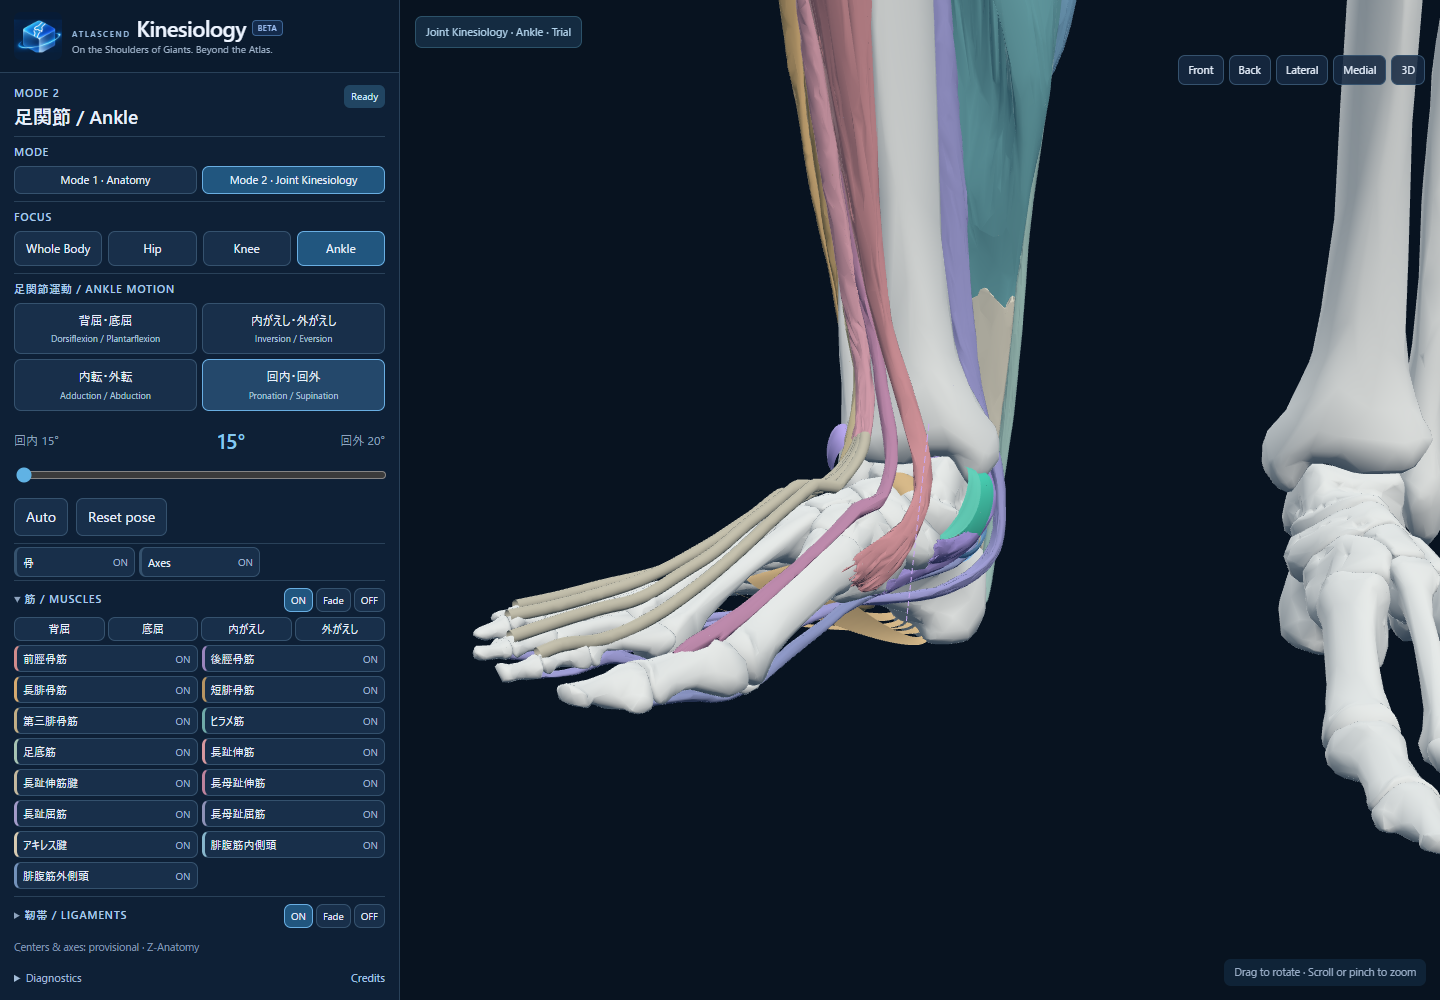 ATLASCEND Kinesiology BETA
On the Shoulders of Giants. Beyond the Atlas.
MODE 2
足関節 / Ankle
Ready
MODE
Mode 1 · Anatomy
Mode 2 · Joint Kinesiology
FOCUS
Whole Body
Hip
Knee
Ankle
足関節運動 / ANKLE MOTION
背屈・底屈
Dorsiflexion / Plantarflexion
内がえし・外がえし
Inversion / Eversion
内転・外転
Adduction / Abduction
回内・回外
Pronation / Supination
回内 15°
15°
回外 20°
Auto
Reset pose
骨 ON
Axes ON
▼ 筋 / MUSCLES
ON
Fade
OFF
背屈
底屈
内がえし
外がえし
前脛骨筋 ON
後脛骨筋 ON
長腓骨筋 ON
短腓骨筋 ON
第三腓骨筋 ON
ヒラメ筋 ON
足底筋 ON
長趾伸筋 ON
長趾伸筋腱 ON
長母趾伸筋 ON
長趾屈筋 ON
長母趾屈筋 ON
アキレス腱 ON
腓腹筋内側頭 ON
腓腹筋外側頭 ON
▶ 靭帯 / LIGAMENTS
ON
Fade
OFF
Centers & axes: provisional · Z-Anatomy
▶ Diagnostics
Credits
Joint Kinesiology · Ankle · Trial
Front
Back
Lateral
Medial
3D
Drag to rotate · Scroll or pinch to zoom